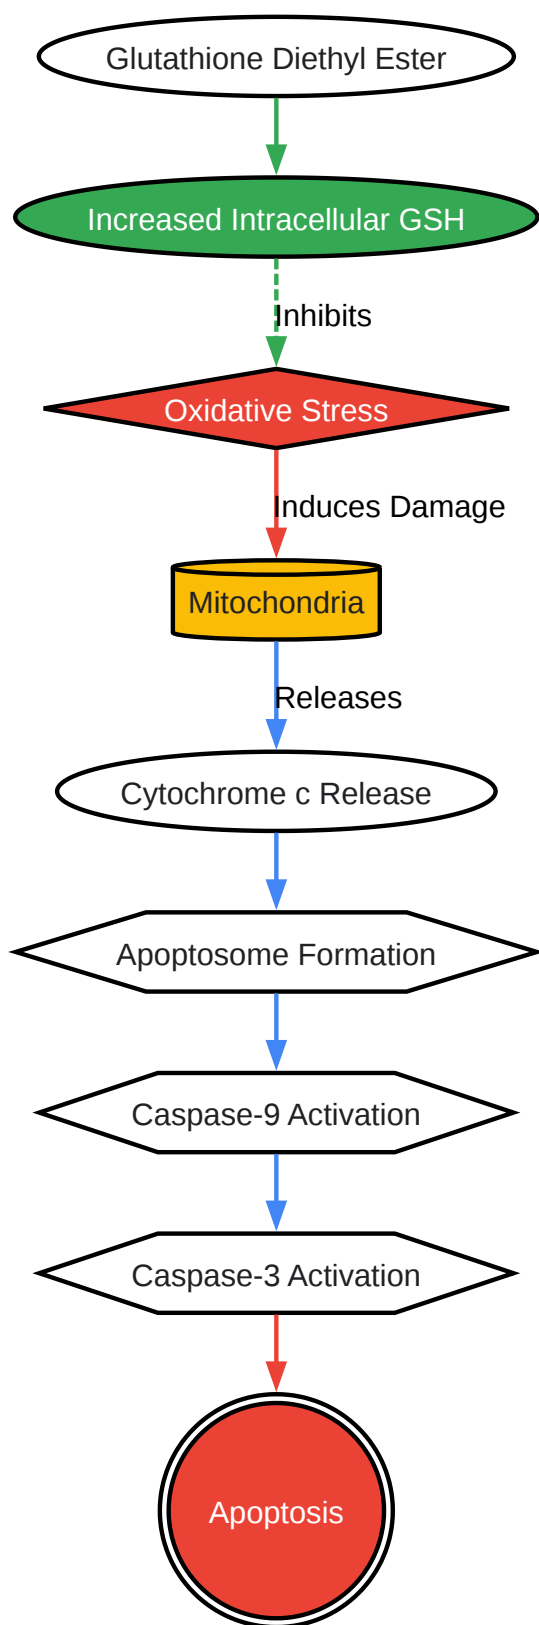 Glutathione Diethyl Ester
Increased Intracellular GSH
Inhibits
Oxidative Stress
Induces Damage
Mitochondria
Releases
Cytochrome c Release
Apoptosome Formation
Caspase-9 Activation
Caspase-3 Activation
Apoptosis